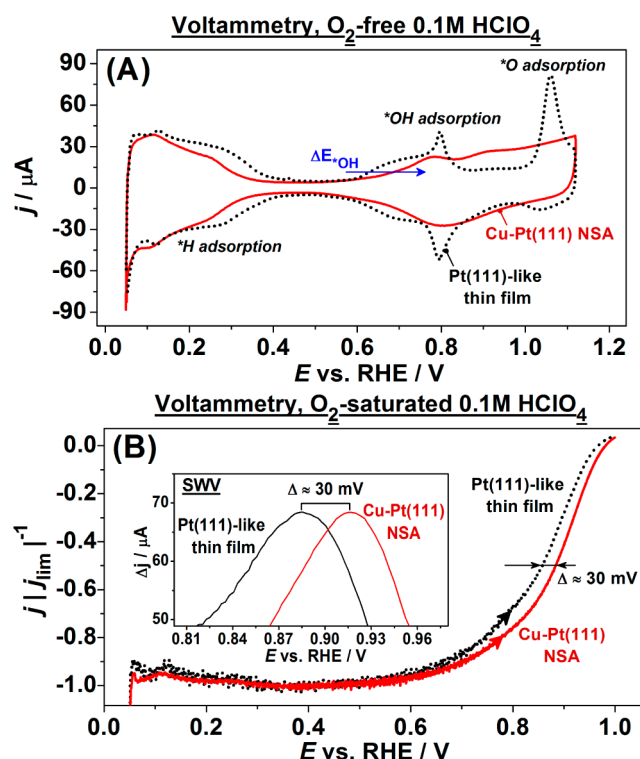 Voltammetry, O2-free 0.1M HClO4
(A)
*O adsorption
*OH adsorption
ΔE*OH
*H adsorption
Cu-Pt(111) NSA
Pt(111)-like
thin film
90
60
30
0
-30
-60
-90
j / μA
0.0 0.2 0.4 0.6 0.8 1.0 1.2
E vs. RHE / V
Voltammetry, O2-saturated 0.1M HClO4
(B)
SWV
Δ ≈ 30 mV
Pt(111)-like
thin film
Cu-Pt(111)
NSA
70
60
50
Δj / μA
0.81 0.84 0.87 0.90 0.93 0.96
E vs. RHE / V
Pt(111)-like
thin film
Δ ≈ 30 mV
Cu-Pt(111)
NSA
0.0
-0.2
-0.4
-0.6
-0.8
-1.0
j |jlim|-1
0.0 0.2 0.4 0.6 0.8 1.0
E vs. RHE / V